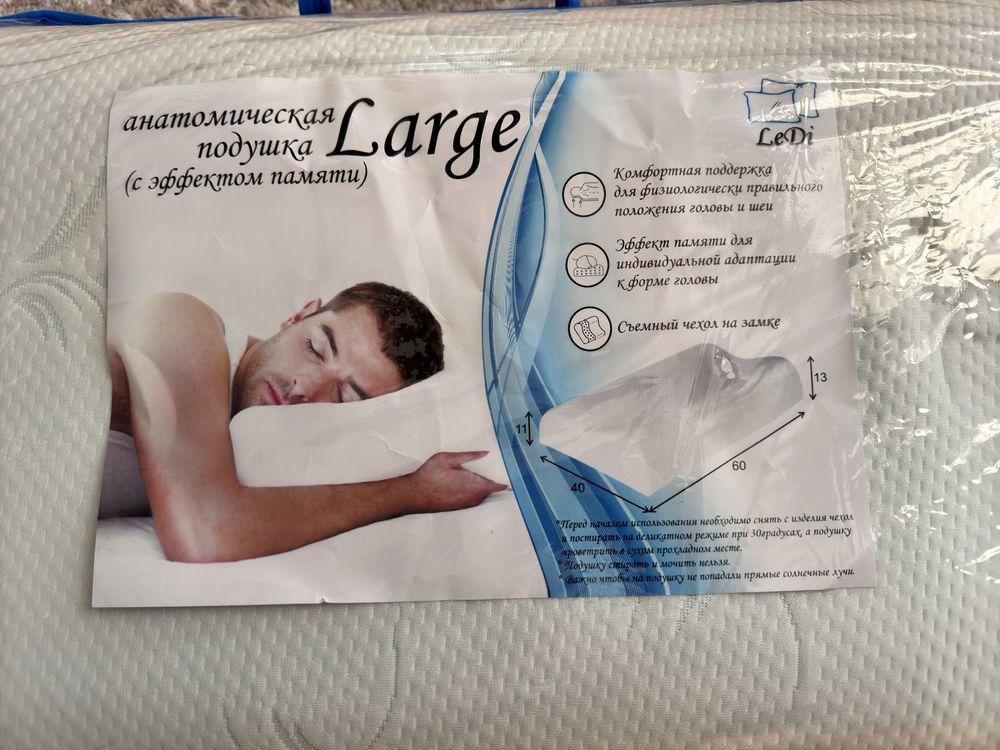 анатомическая
подушка Large
(с эффектом памяти)
LeDi
Комфортная поддержка
для физиологически правильного
положения головы и шеи
Эффект памяти для
индивидуальной адаптации
к форме головы
Съемный чехол на замке
13
11
60
40
*Перед началом использования необходимо снять с изделия чехол
и постирать на деликатном режиме при 30градусах, а подушку
проветрить в сухом прохладном месте.
* Подушку стирать и мочить нельзя.
* Важно чтобы на подушку не попадали прямые солнечные лучи.